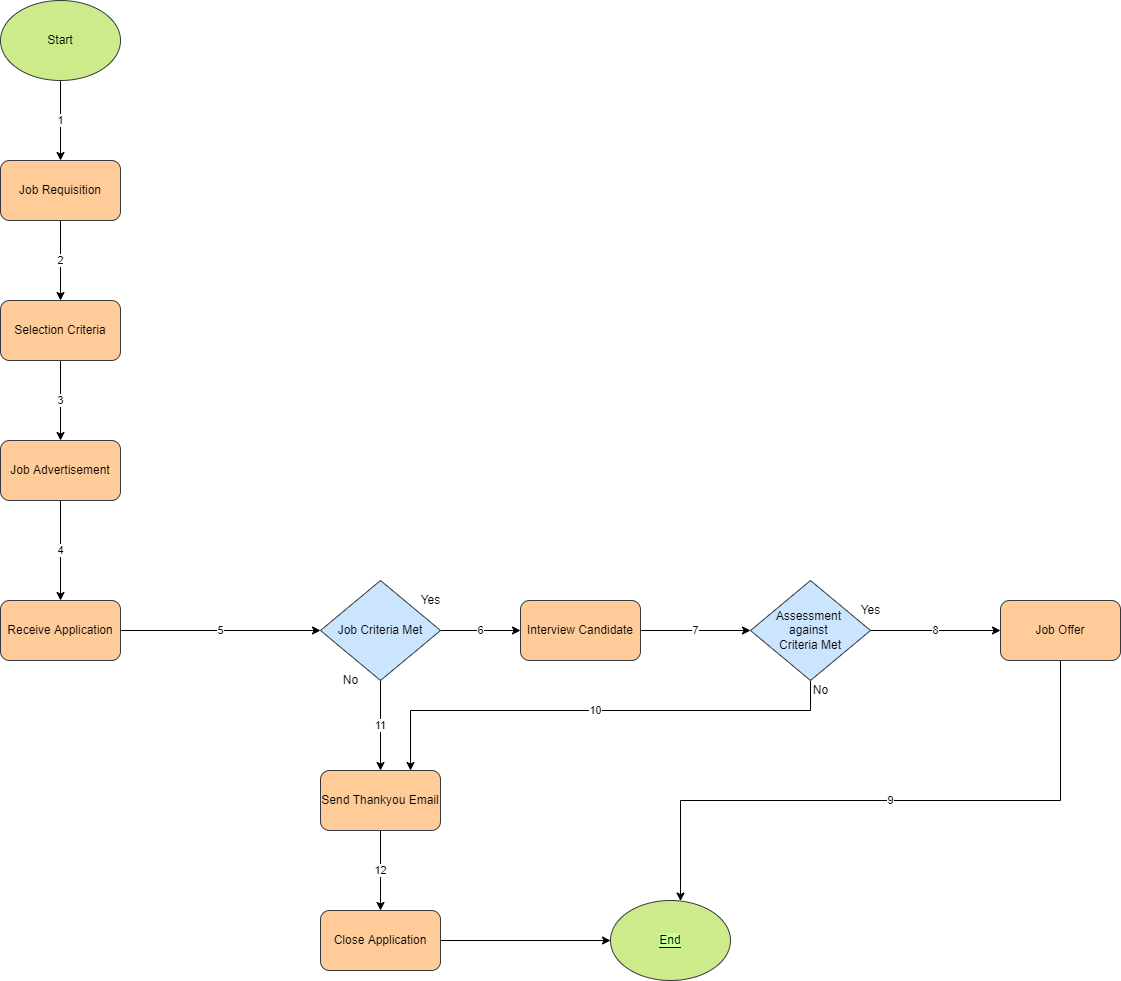 Start
1
Job Requisition
2
Selection Criteria
3
Job Advertisement
4
Receive Application
5
Job Criteria Met
Yes
No
6
Interview Candidate
7
Assessment
against
Criteria Met
Yes
No
8
Job Offer
10
11
Send Thankyou Email
9
12
Close Application
End